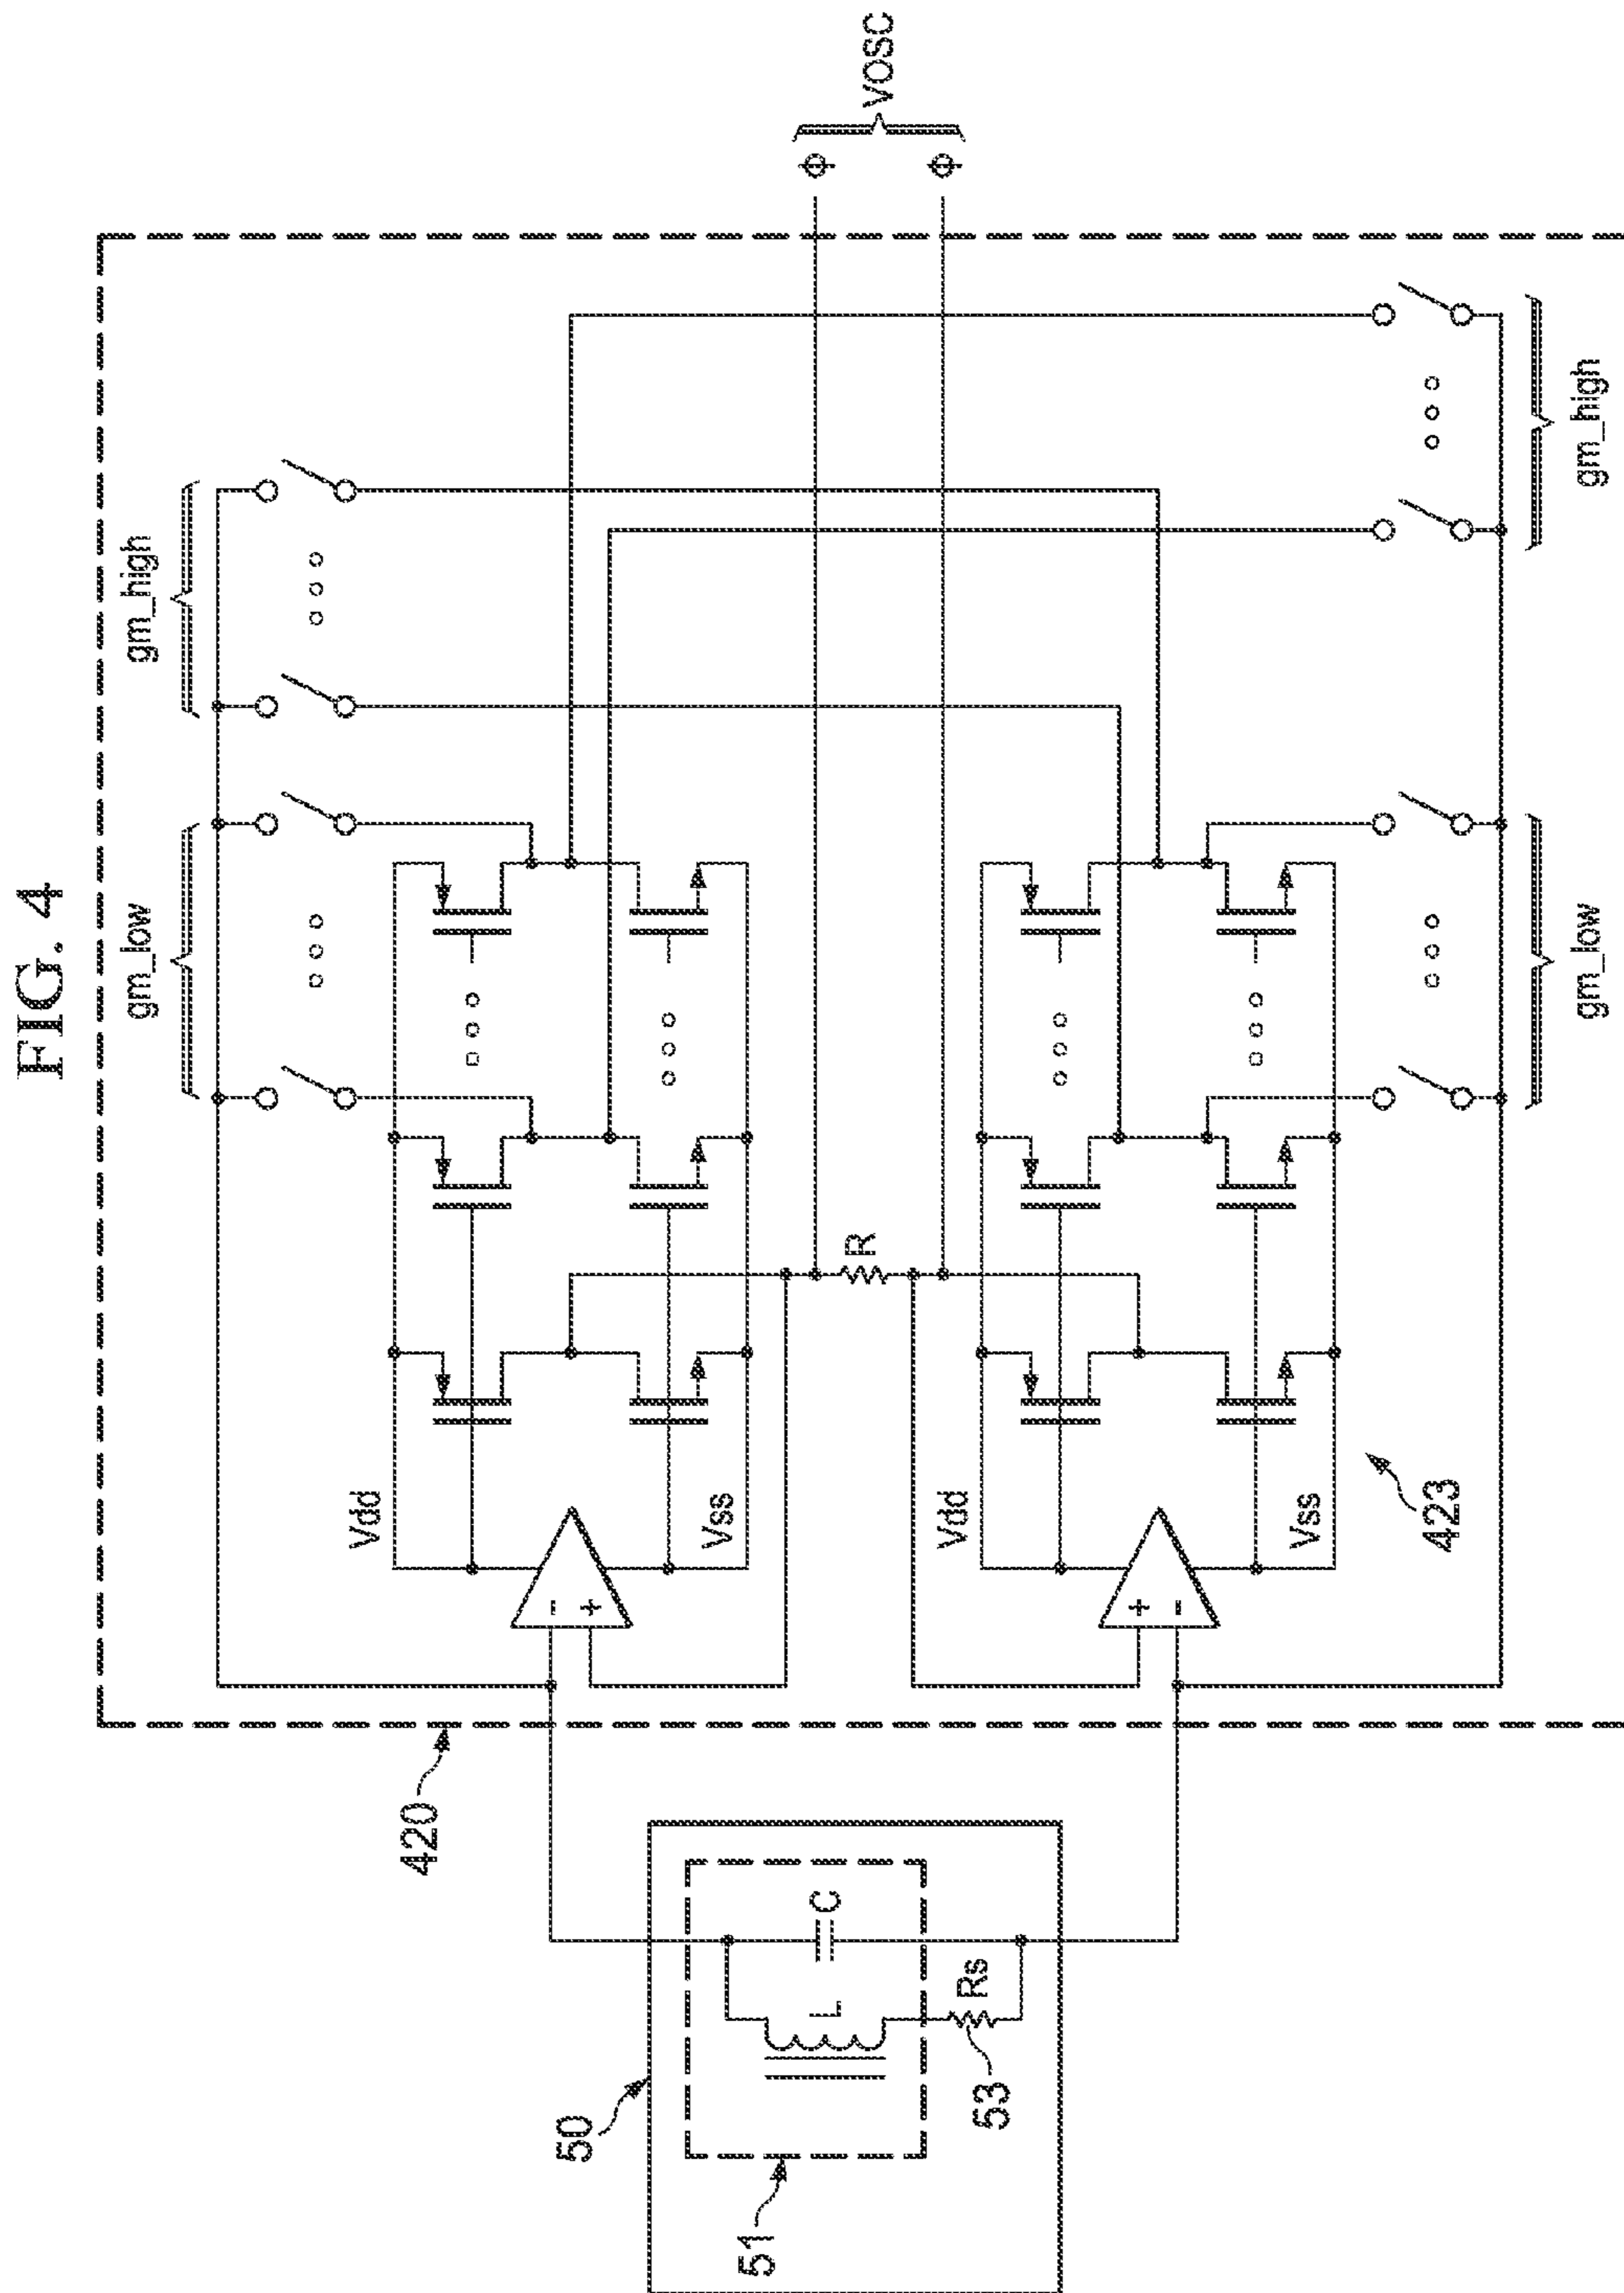 FIG. 4
gm_low
gm_high
420
Vdd
-
+
Vss
50
51
L
C
53
Rs
R
VOSC
ϕ
ϕ
Vdd
+
-
Vss
423
gm_low
gm_high